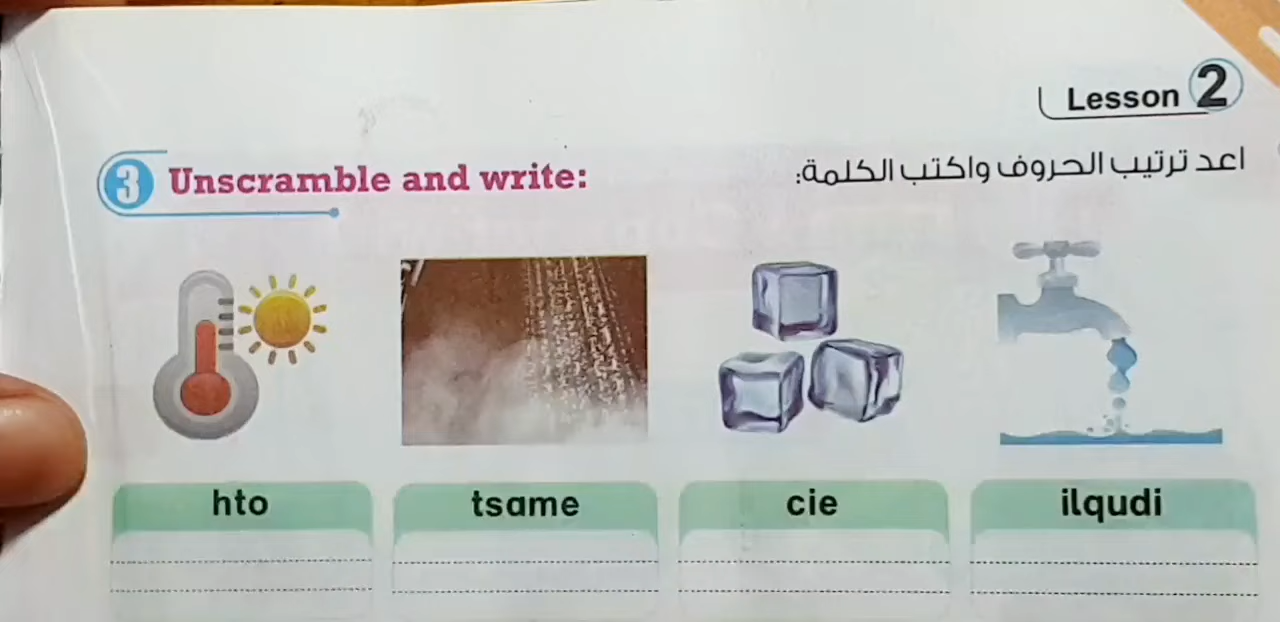 Lesson 2
3 Unscramble and write:
اعد ترتيب الحروف واكتب الكلمة:
hto
tsame
cie
ilqudi